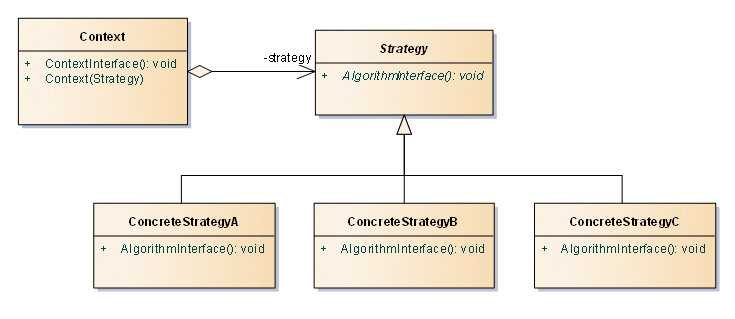 Context
+ ContextInterface(): void
+ Context(Strategy)
-strategy
Strategy
+ AlgorithmInterface(): void
ConcreteStrategyA
+ AlgorithmInterface(): void
ConcreteStrategyB
+ AlgorithmInterface(): void
ConcreteStrategyC
+ AlgorithmInterface(): void